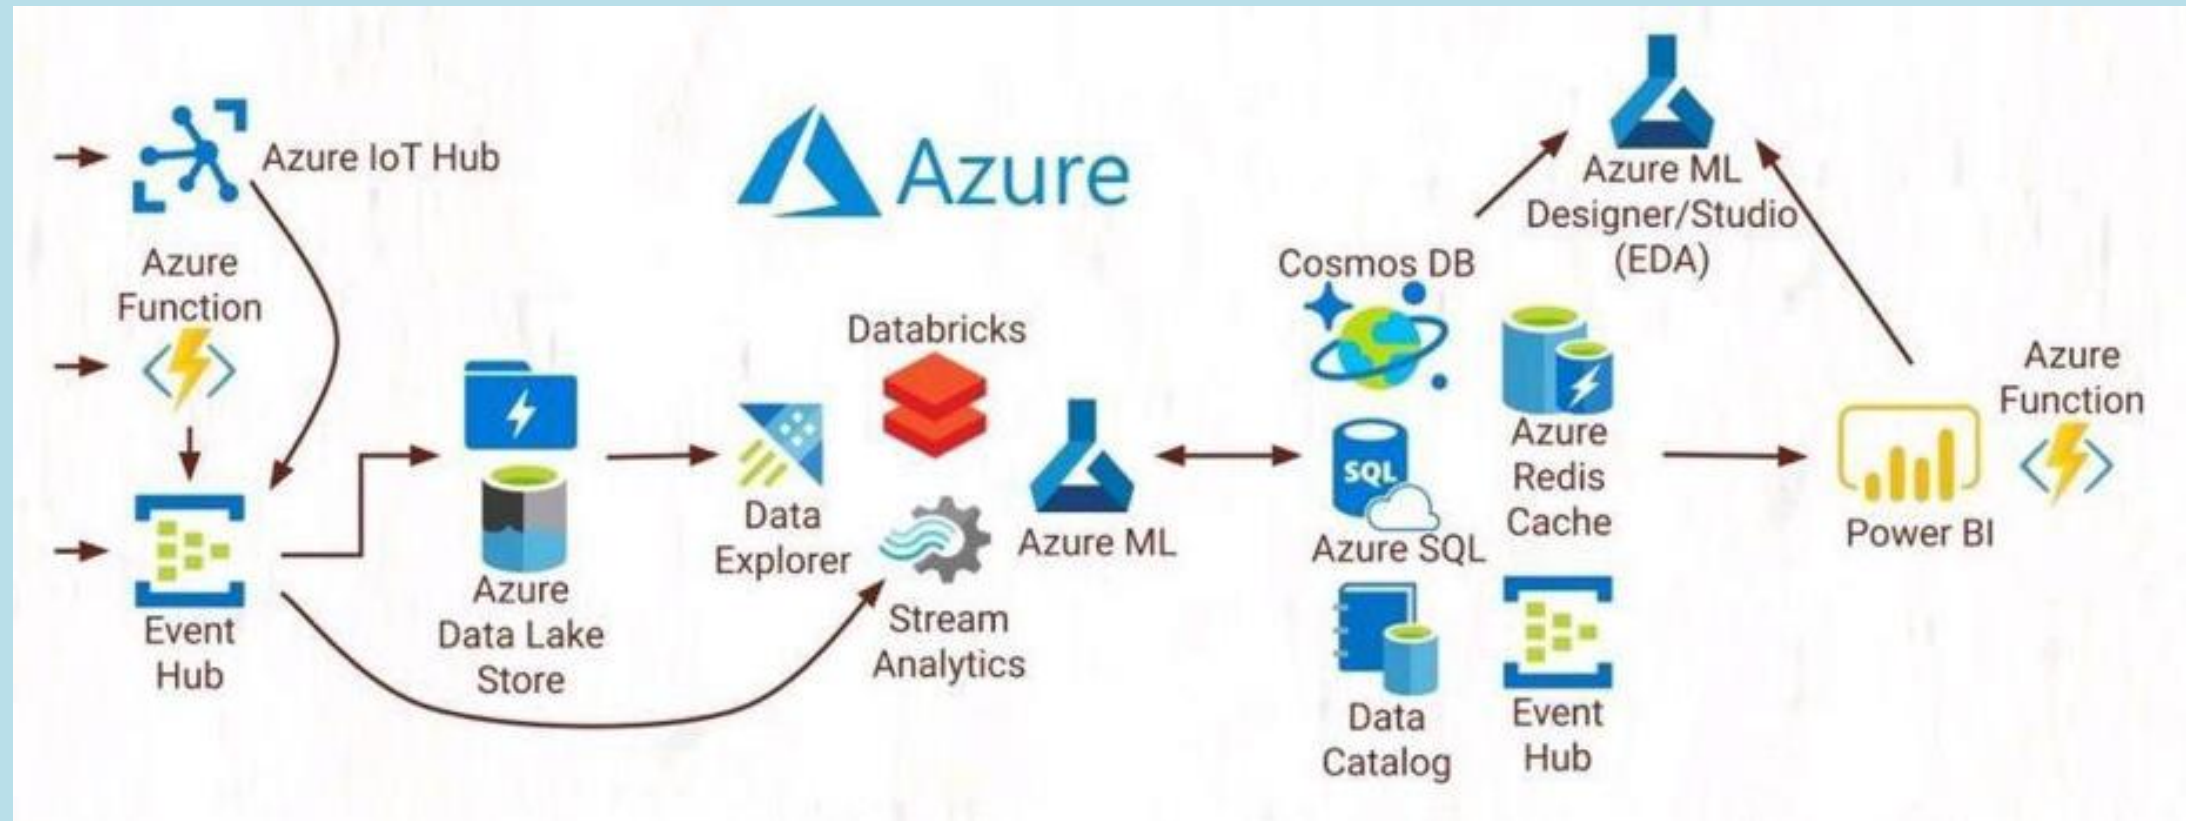 Azure IoT Hub
Azure
Function
Event
Hub
Azure
Data Lake
Store
Azure
Databricks
Data
Explorer
Stream
Analytics
Azure ML
Cosmos DB
SQL
Azure SQL
Data
Catalog
Azure
Redis
Cache
Event
Hub
Azure ML
Designer/Studio
(EDA)
Power BI
Azure
Function